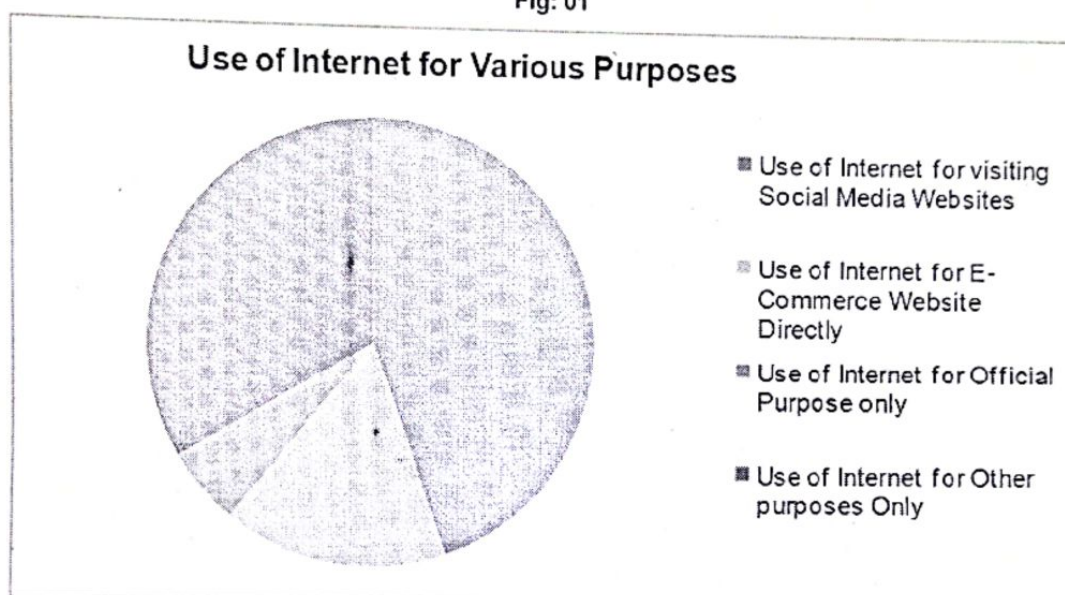 Fig: 01
Use of Internet for Various Purposes
Use of Internet for visiting
Social Media Websites
Use of Internet for E-
Commerce Website
Directly
Use of Internet for Official
Purpose only
Use of Internet for Other
purposes Only